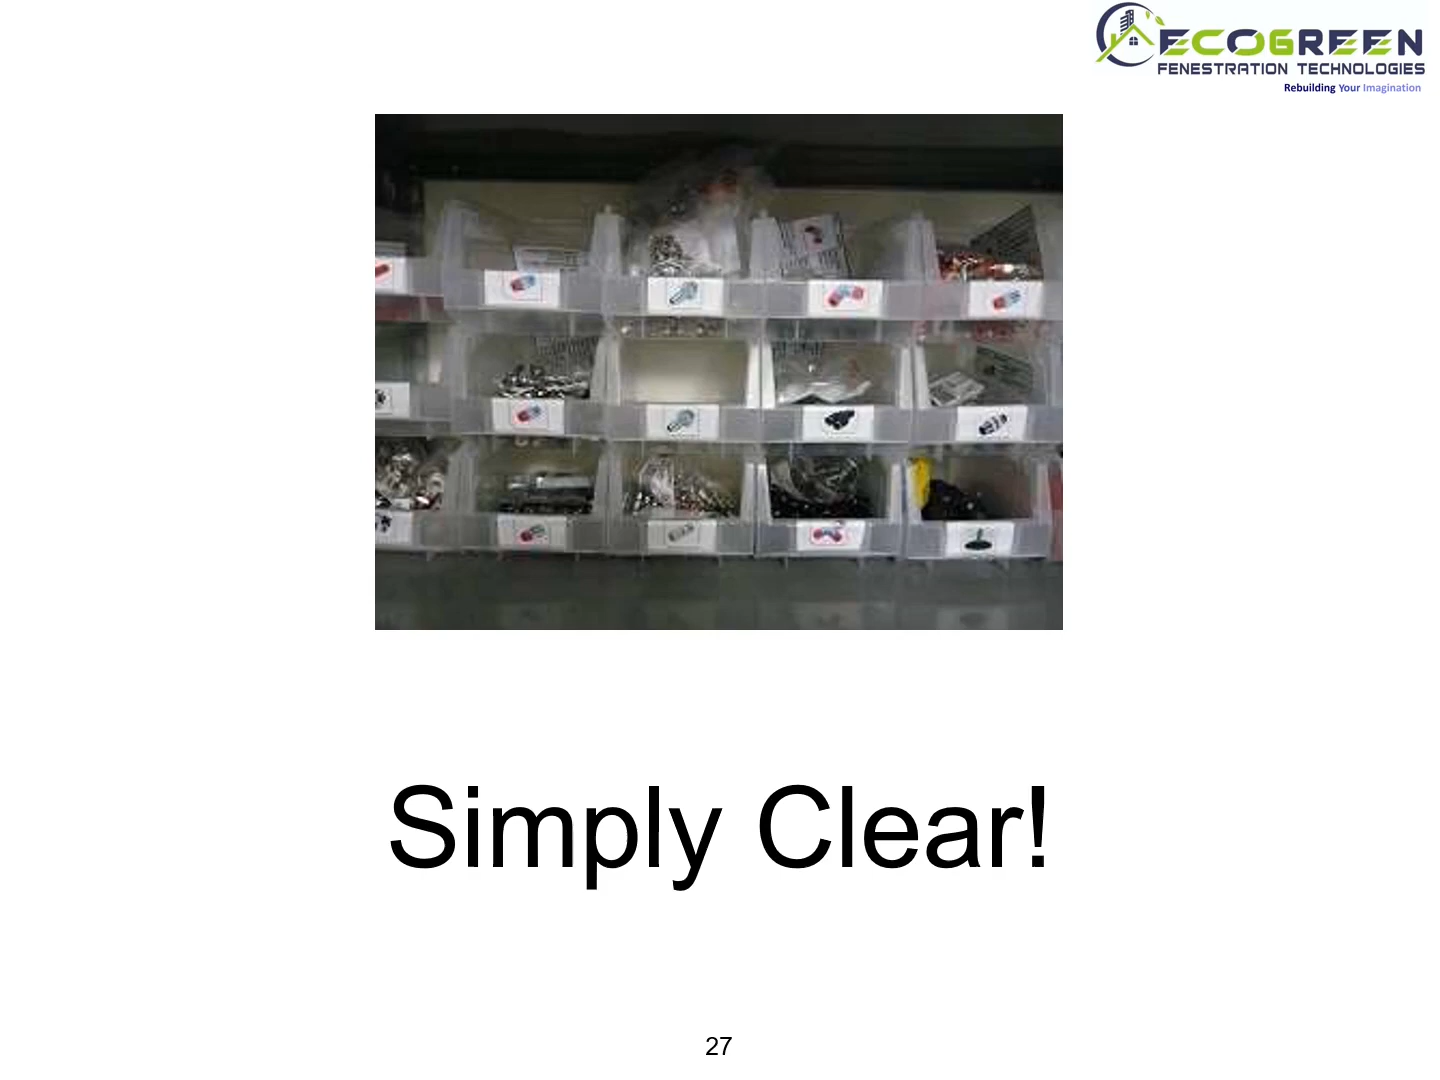 ECOGREEN
FENESTRATION TECHNOLOGIES
Rebuilding Your Imagination
Simply Clear!
27